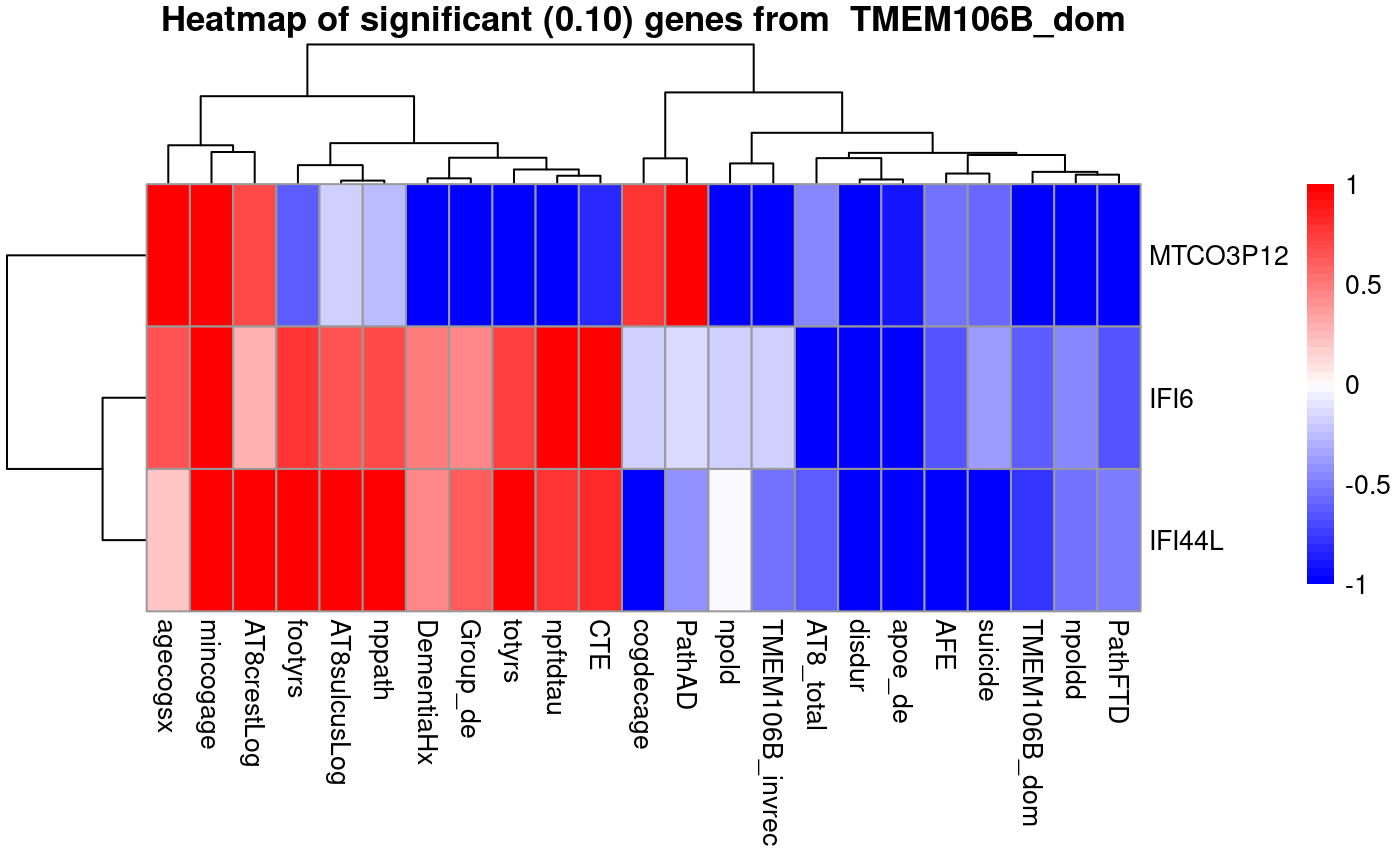 Heatmap of significant (0.10) genes from  TMEM106B_dom
MTCO3P12
IFI6
IFI44L
1
0.5
0
-0.5
-1
agecogsx
mincogage
AT8crestLog
footyrs
AT8sulcusLog
nppath
DementiaHx
Group_de
totyrs
npftdtau
CTE
cogdecage
PathAD
npold
TMEM106B_invrec
AT8_total
disdur
apoe_de
AFE
suicide
TMEM106B_dom
npoldd
PathFTD